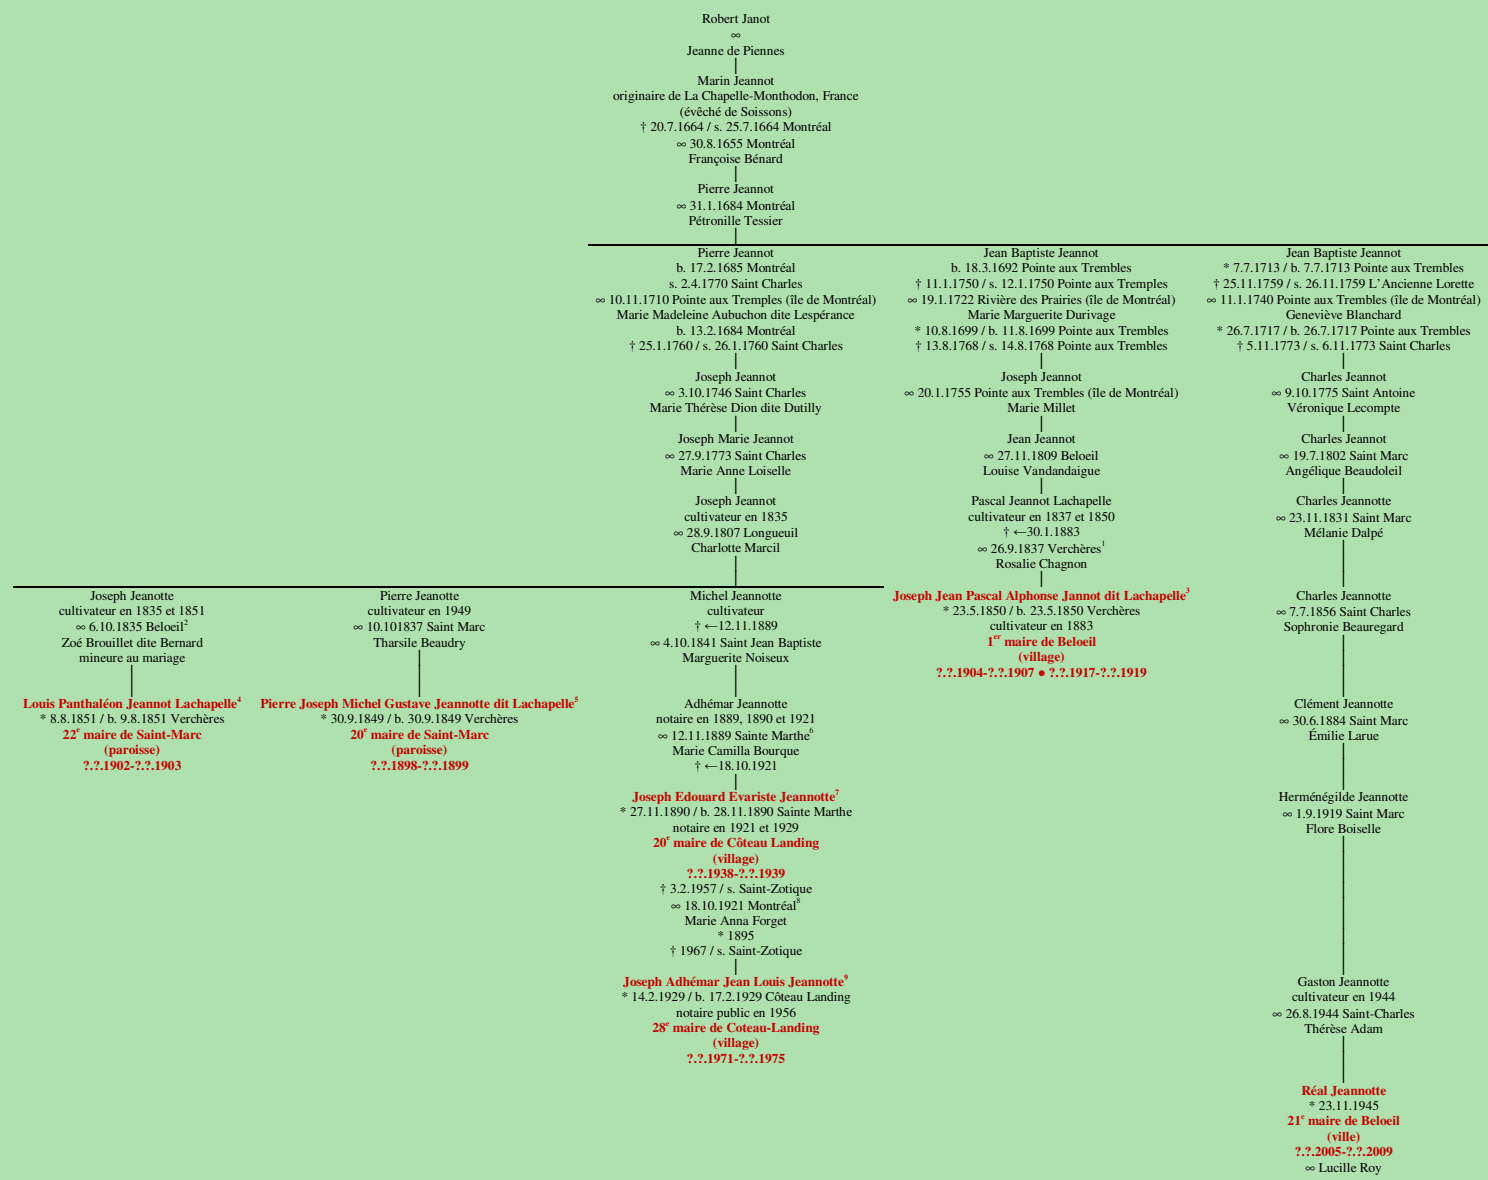 Robert Janot
∞
Jeanne de Piennes
Marin Jeannot
originaire de La Chapelle-Monthodon, France
(évêché de Soissons)
† 20.7.1664 / s. 25.7.1664 Montréal
∞ 30.8.1655 Montréal
Françoise Bénard
Pierre Jeannot
∞ 31.1.1684 Montréal
Pétronille Tessier
Pierre Jeannot
b. 17.2.1685 Montréal
s. 2.4.1770 Saint Charles
∞ 10.11.1710 Pointe aux Tremples (île de Montréal)
Marie Madeleine Aubuchon dite Lespérance
b. 13.2.1684 Montréal
† 25.1.1760 / s. 26.1.1760 Saint Charles
Jean Baptiste Jeannot
b. 18.3.1692 Pointe aux Trembles
† 11.1.1750 / s. 12.1.1750 Pointe aux Tremples
∞ 19.1.1722 Rivière des Prairies (île de Montréal)
Marie Marguerite Durivage
* 10.8.1699 / b. 11.8.1699 Pointe aux Trembles
† 13.8.1768 / s. 14.8.1768 Pointe aux Trembles
Jean Baptiste Jeannot
* 7.7.1713 / b. 7.7.1713 Pointe aux Trembles
† 25.11.1759 / s. 26.11.1759 L'Ancienne Lorette
∞ 11.1.1740 Pointe aux Trembles (île de Montréal)
Geneviève Blanchard
* 26.7.1717 / b. 26.7.1717 Pointe aux Trembles
† 5.11.1773 / s. 6.11.1773 Saint Charles
Joseph Jeannot
∞ 3.10.1746 Saint Charles
Marie Thérèse Dion dite Dutilly
Joseph Jeannot
∞ 20.1.1755 Pointe aux Trembles (île de Montréal)
Marie Millet
Charles Jeannot
∞ 9.10.1775 Saint Antoine
Véronique Lecompte
Joseph Marie Jeannot
∞ 27.9.1773 Saint Charles
Marie Anne Loiselle
Jean Jeannot
∞ 27.11.1809 Beloeil
Louise Vandandaigue
Charles Jeannot
∞ 19.7.1802 Saint Marc
Angélique Beaudoleil
Joseph Jeannot
cultivateur en 1835
∞ 28.9.1807 Longueuil
Charlotte Marcil
Pascal Jeannot Lachapelle
cultivateur en 1837 et 1850
† ←30.1.1883
∞ 26.9.1837 Verchères¹
Rosalie Chagnon
Charles Jeannotte
∞ 23.11.1831 Saint Marc
Mélanie Dalpé
Joseph Jeanotte
cultivateur en 1835 et 1851
∞ 6.10.1835 Beloeil²
Zoé Brouillet dite Bernard
mineure au mariage
Pierre Jeanotte
cultivateur en 1949
∞ 10.101837 Saint Marc
Tharsile Beaudry
Michel Jeannotte
cultivateur
† ←12.11.1889
∞ 4.10.1841 Saint Jean Baptiste
Marguerite Noiseux
Joseph Jean Pascal Alphonse Jannot dit Lachapelle³
* 23.5.1850 / b. 23.5.1850 Verchères
cultivateur en 1883
1er maire de Beloeil
(village)
?.?.1904-?.?.1907 ● ?.?.1917-?.?.1919
Charles Jeannotte
∞ 7.7.1856 Saint Charles
Sophronie Beauregard
Louis Panthaléon Jeannot Lachapelle⁴
* 8.8.1851 / b. 9.8.1851 Verchères
22e maire de Saint-Marc
(paroisse)
?.?.1902-?.?.1903
Pierre Joseph Michel Gustave Jeannotte dit Lachapelle⁵
* 30.9.1849 / b. 30.9.1849 Verchères
20e maire de Saint-Marc
(paroisse)
?.?.1898-?.?.1899
Adhémar Jeannotte
notaire en 1889, 1890 et 1921
∞ 12.11.1889 Sainte Marthe⁶
Marie Camilla Bourque
† ←18.10.1921
Clément Jeannotte
∞ 30.6.1884 Saint Marc
Émilie Larue
Joseph Edouard Evariste Jeannotte⁷
* 27.11.1890 / b. 28.11.1890 Sainte Marthe
notaire en 1921 et 1929
20e maire de Côteau Landing
(village)
?.?.1938-?.?.1939
† 3.2.1957 / s. Saint-Zotique
∞ 18.10.1921 Montréal⁸
Marie Anna Forget
* 1895
† 1967 / s. Saint-Zotique
Herménégilde Jeannotte
∞ 1.9.1919 Saint Marc
Flore Boiselle
Joseph Adhémar Jean Louis Jeannotte⁹
* 14.2.1929 / b. 17.2.1929 Côteau Landing
notaire public en 1956
28e maire de Coteau-Landing
(village)
?.?.1971-?.?.1975
Gaston Jeannotte
cultivateur en 1944
∞ 26.8.1944 Saint-Charles
Thérèse Adam
Réal Jeannotte
* 23.11.1945
21e maire de Beloeil
(ville)
?.?.2005-?.?.2009
∞ Lucille Roy